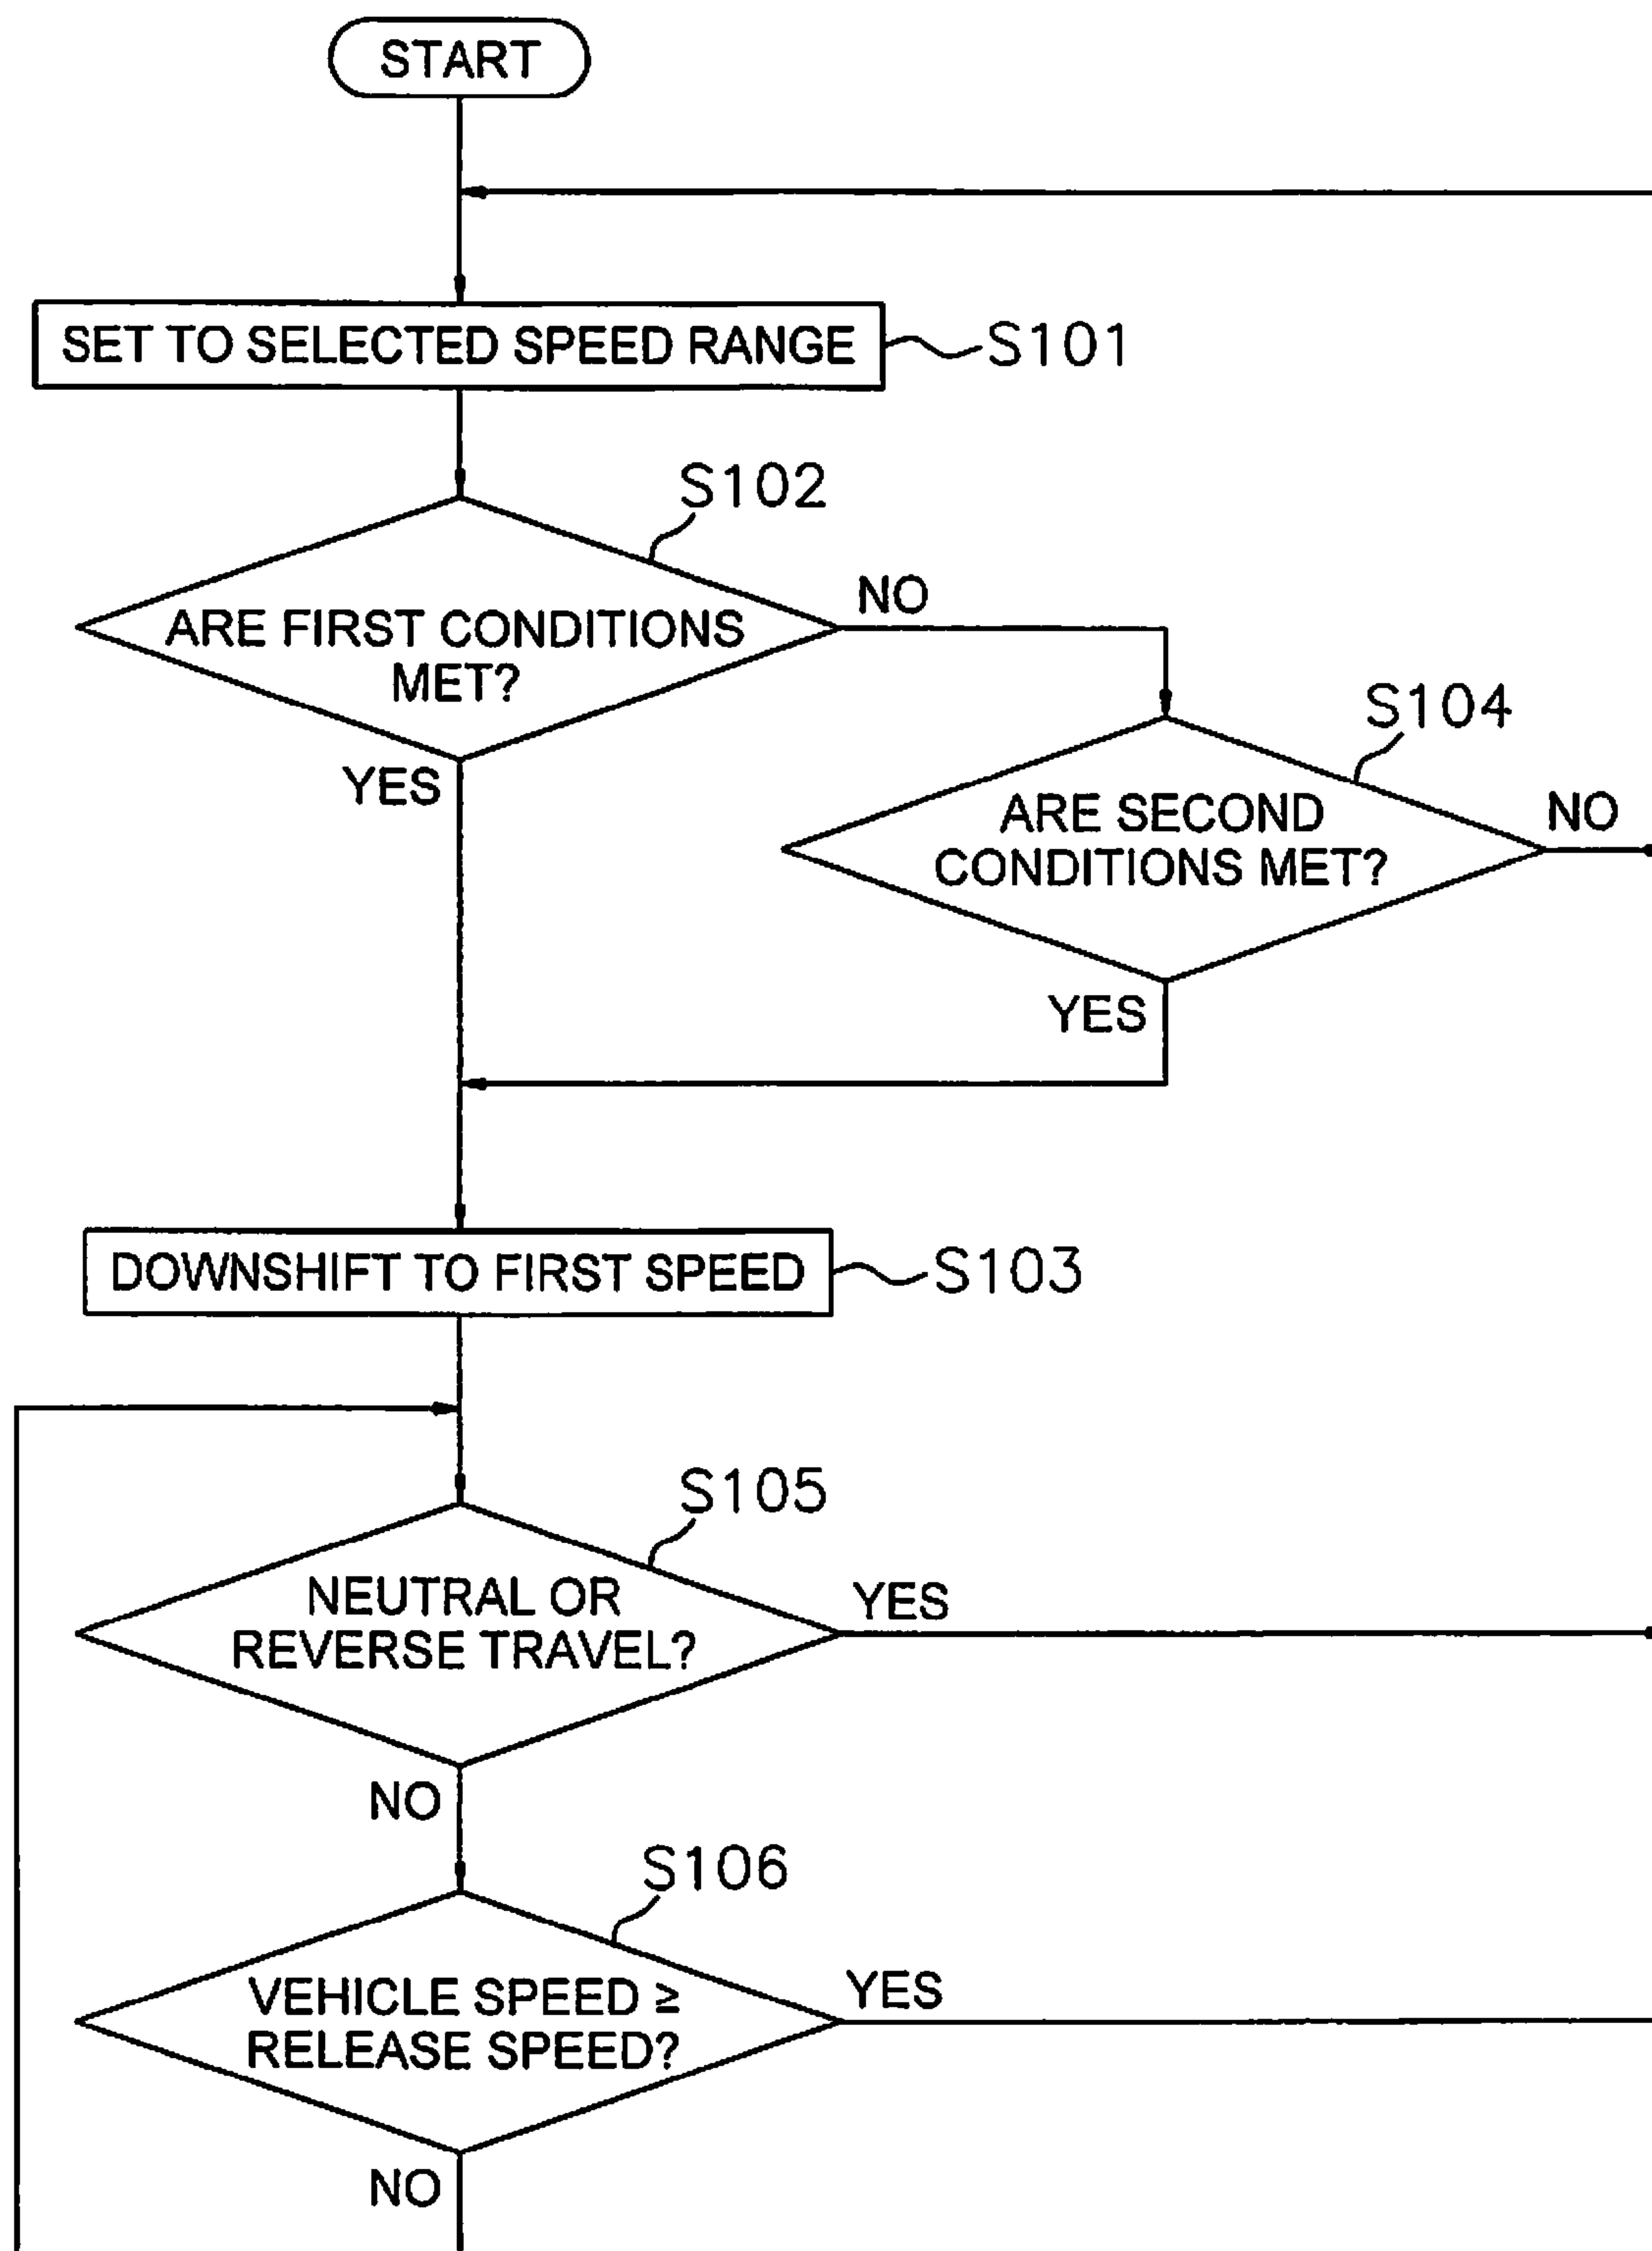 START
SET TO SELECTED SPEED RANGE
S101
S102
ARE FIRST CONDITIONS
MET?
NO
YES
S104
ARE SECOND
CONDITIONS MET?
NO
YES
DOWNSHIFT TO FIRST SPEED
S103
S105
NEUTRAL OR
REVERSE TRAVEL?
YES
NO
S106
VEHICLE SPEED ≥
RELEASE SPEED?
YES
NO